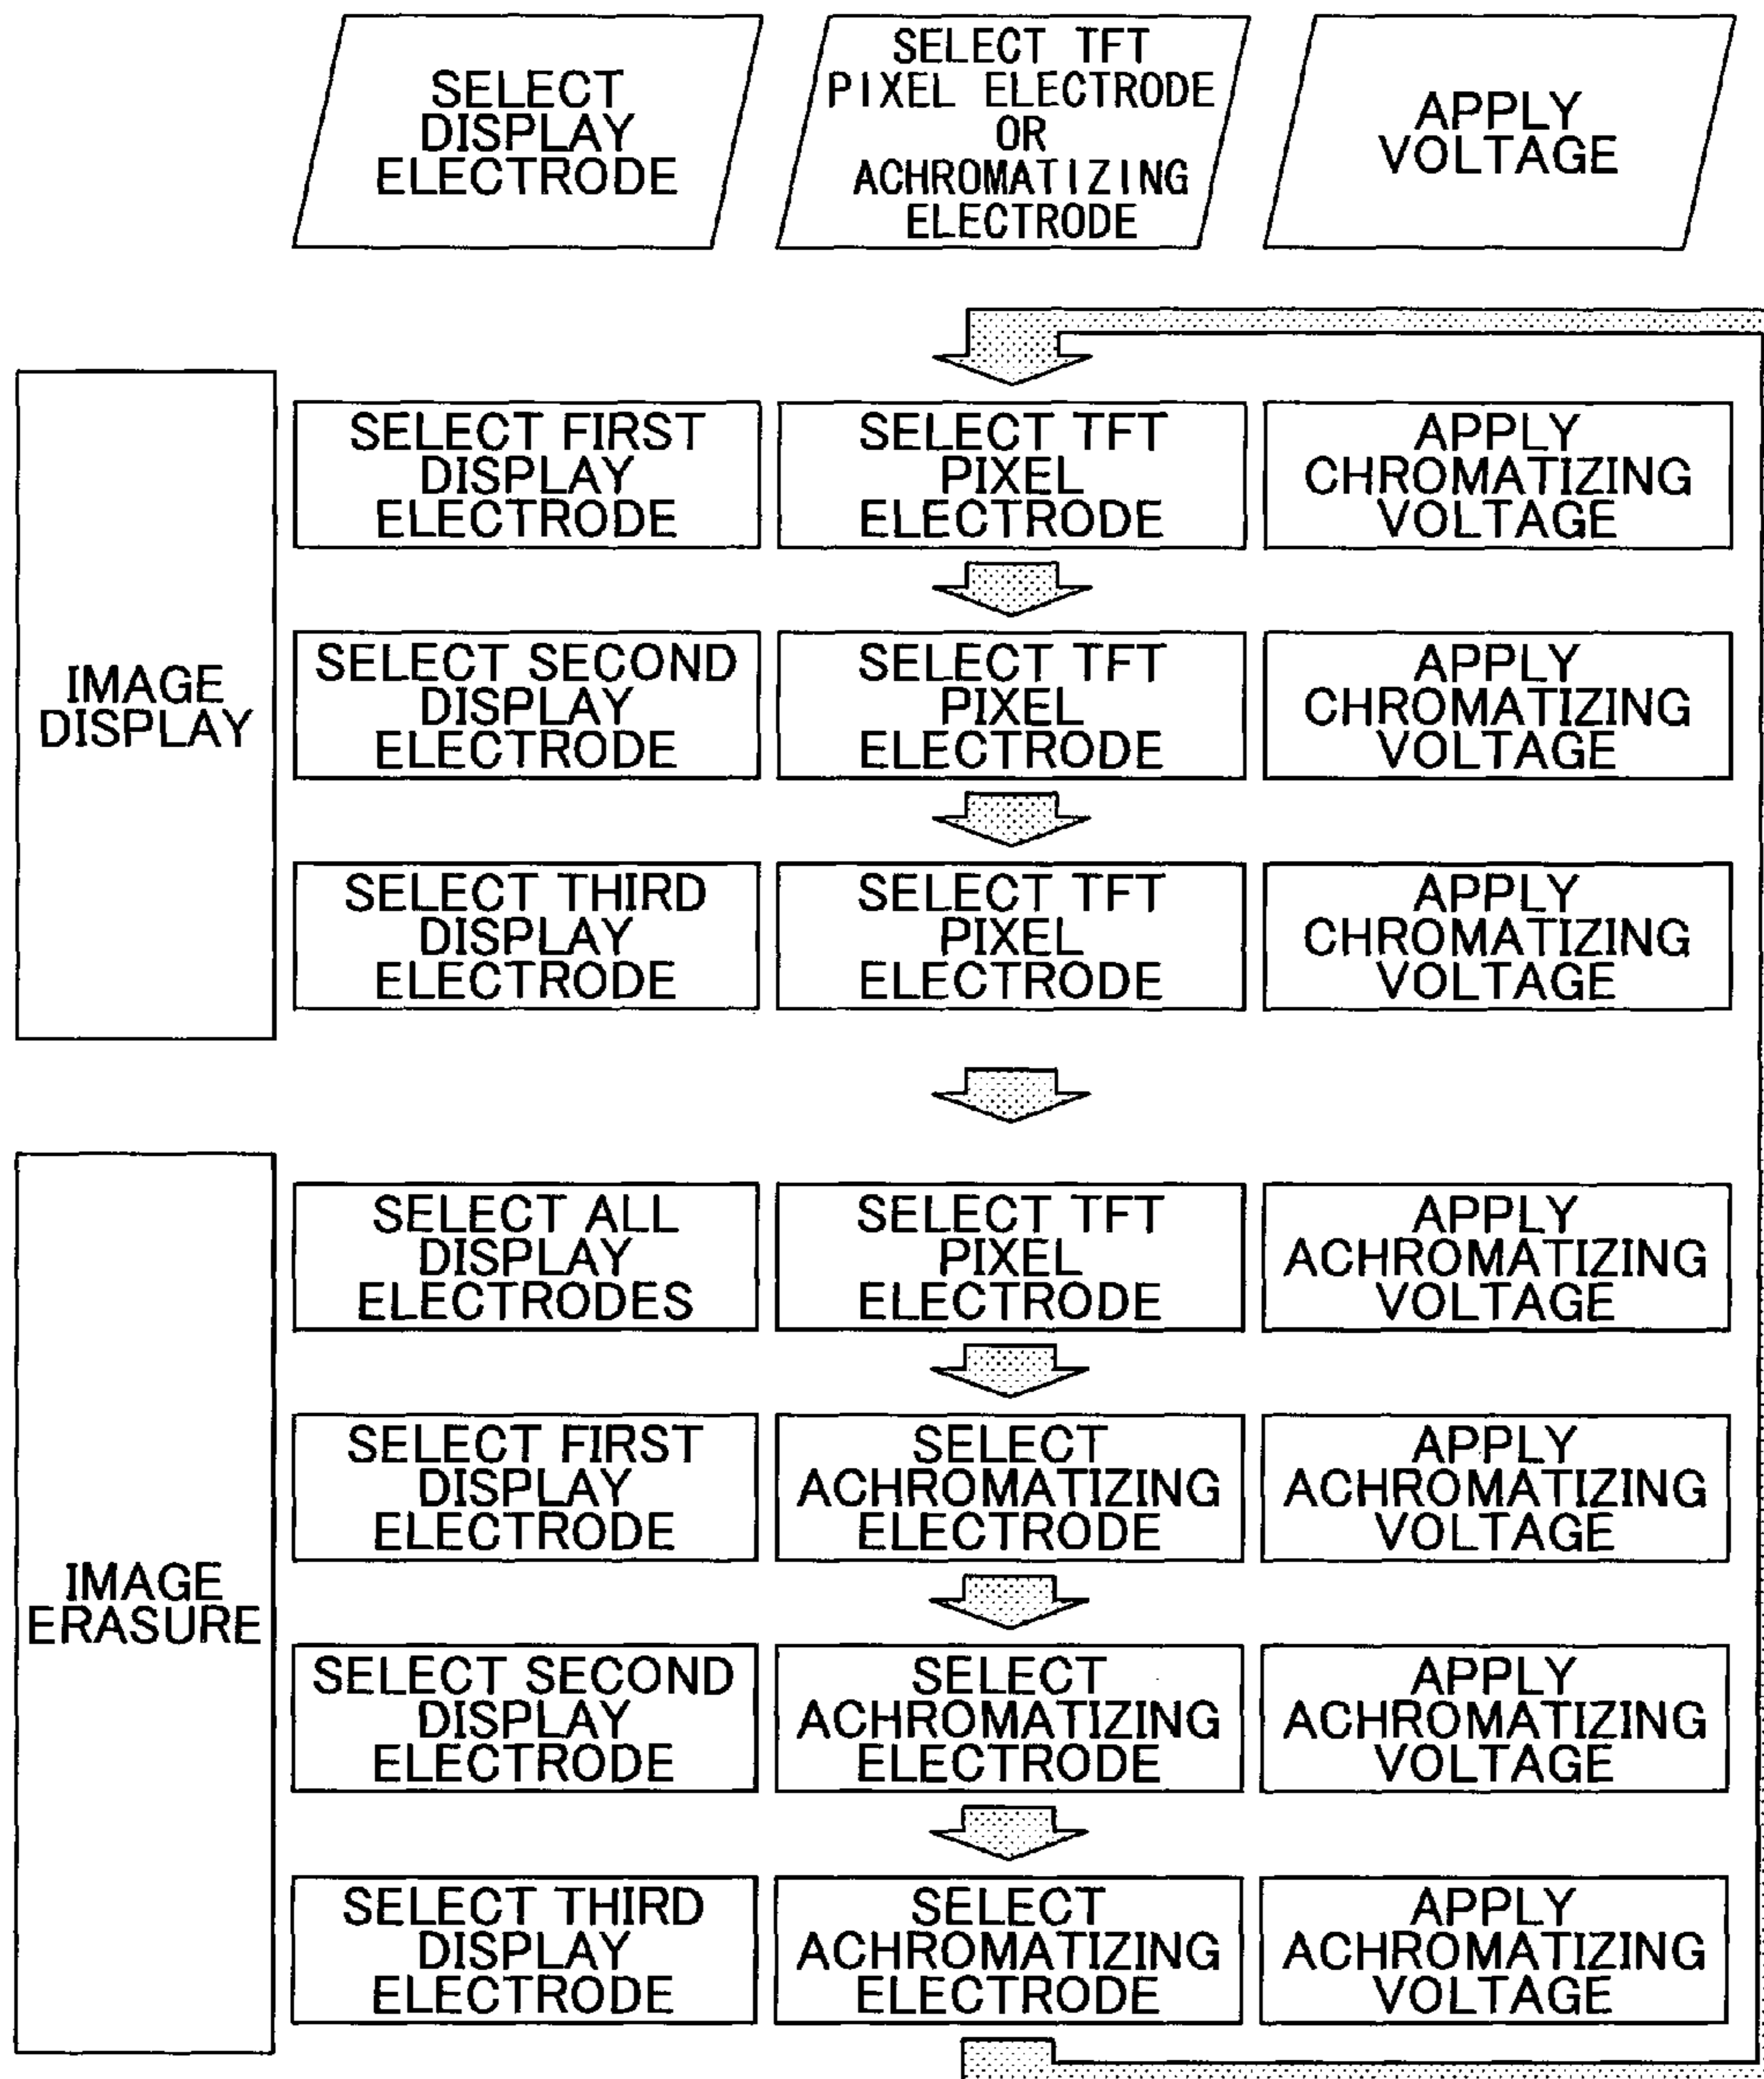 SELECT
DISPLAY
ELECTRODE
SELECT TFT
PIXEL ELECTRODE
OR
ACHROMATIZING
ELECTRODE
APPLY
VOLTAGE
IMAGE
DISPLAY
SELECT FIRST
DISPLAY
ELECTRODE
SELECT TFT
PIXEL
ELECTRODE
APPLY
CHROMATIZING
VOLTAGE
SELECT SECOND
DISPLAY
ELECTRODE
SELECT TFT
PIXEL
ELECTRODE
APPLY
CHROMATIZING
VOLTAGE
SELECT THIRD
DISPLAY
ELECTRODE
SELECT TFT
PIXEL
ELECTRODE
APPLY
CHROMATIZING
VOLTAGE
IMAGE
ERASURE
SELECT ALL
DISPLAY
ELECTRODES
SELECT TFT
PIXEL
ELECTRODE
APPLY
ACHROMATIZING
VOLTAGE
SELECT FIRST
DISPLAY
ELECTRODE
SELECT
ACHROMATIZING
ELECTRODE
APPLY
ACHROMATIZING
VOLTAGE
SELECT SECOND
DISPLAY
ELECTRODE
SELECT
ACHROMATIZING
ELECTRODE
APPLY
ACHROMATIZING
VOLTAGE
SELECT THIRD
DISPLAY
ELECTRODE
SELECT
ACHROMATIZING
ELECTRODE
APPLY
ACHROMATIZING
VOLTAGE